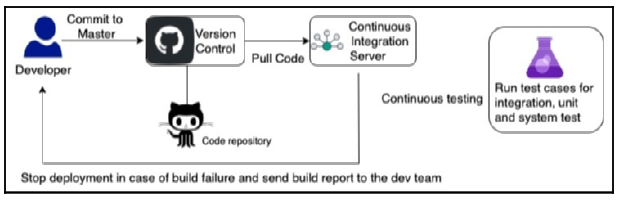 Commit to
Master
Developer
Version
Control
Pull Code
Continuous
Integration
Server
Code repository
Continuous testing
Run test cases for
integration, unit
and system test
Stop deployment in case of build failure and send build report to the dev team